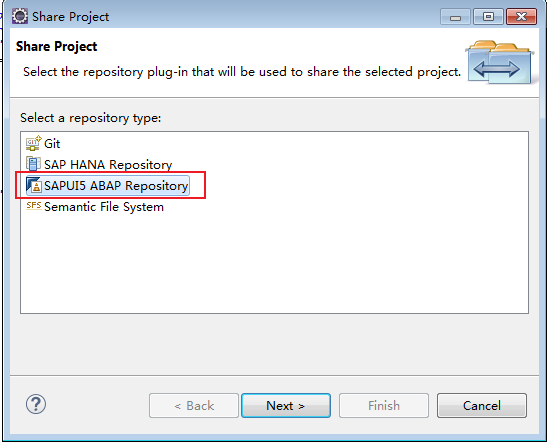 Share Project
Share Project
Select the repository plug-in that will be used to share the selected project.
Select a repository type:
GIT Git
SAP HANA Repository
SAPUI5 ABAP Repository
SFS Semantic File System
?
< Back
Next >
Finish
Cancel